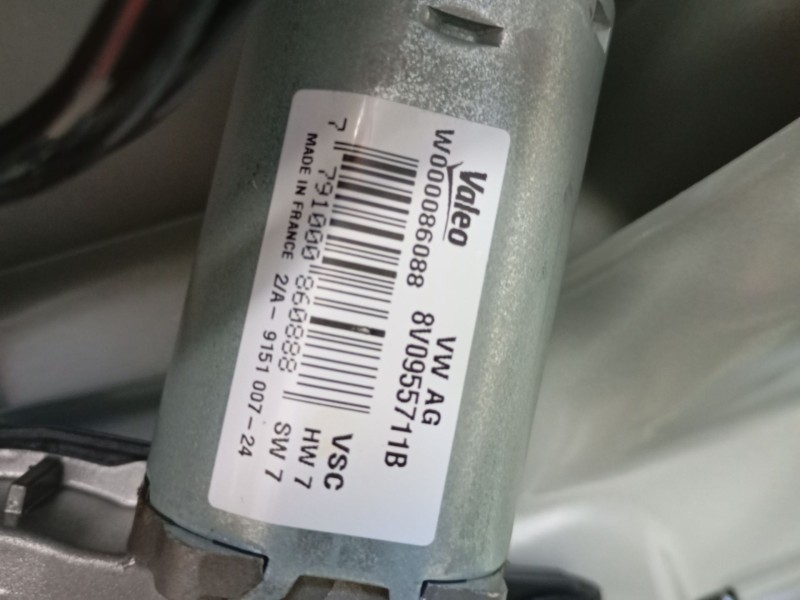 Valeo
VW AG
W000086088 8V0955711B
7 791000 860888
VSC
HW 7
SW 7
MADE IN FRANCE 2/A- 9151 007-24